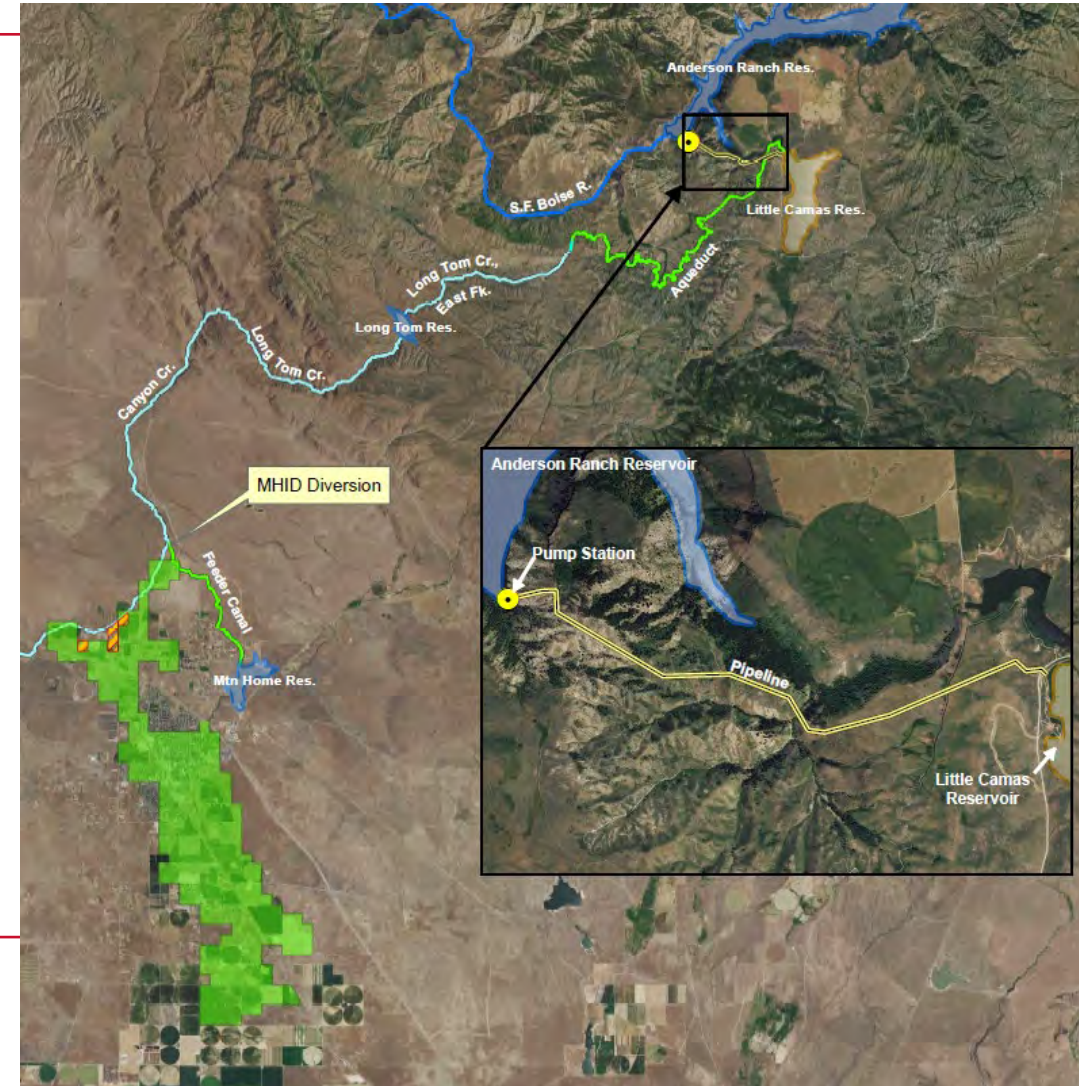 Anderson Ranch Res.
S.F. Boise R.
Little Camas Res.
Aqueduct
Long Tom Cr.,
East Fk.
Long Tom Res.
Long Tom Cr.
Canyon Cr.
MHID Diversion
Feeder Canal
Mtn Home Res.
Anderson Ranch Reservoir
Pump Station
Pipeline
Little Camas
Reservoir